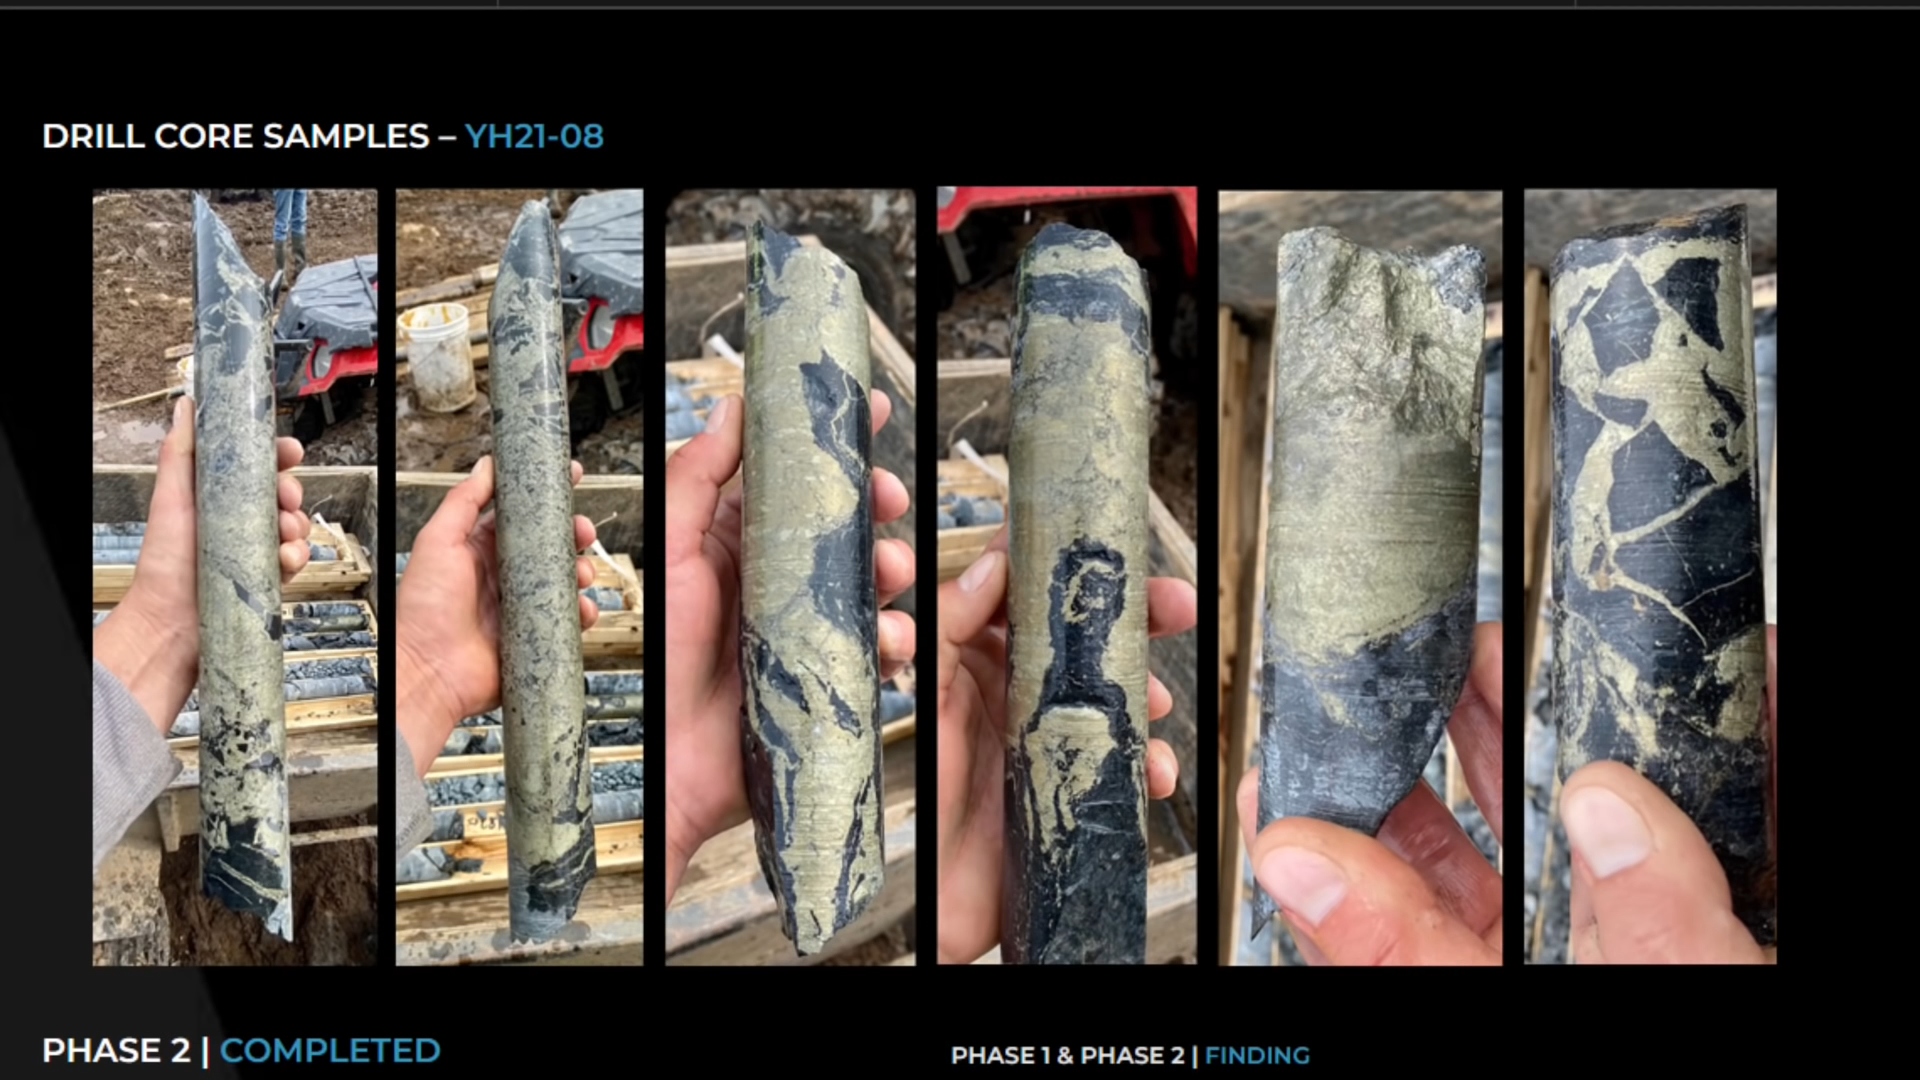 DRILL CORE SAMPLES – YH21-08
PHASE 2 | COMPLETED
PHASE 1 & PHASE 2 | FINDING